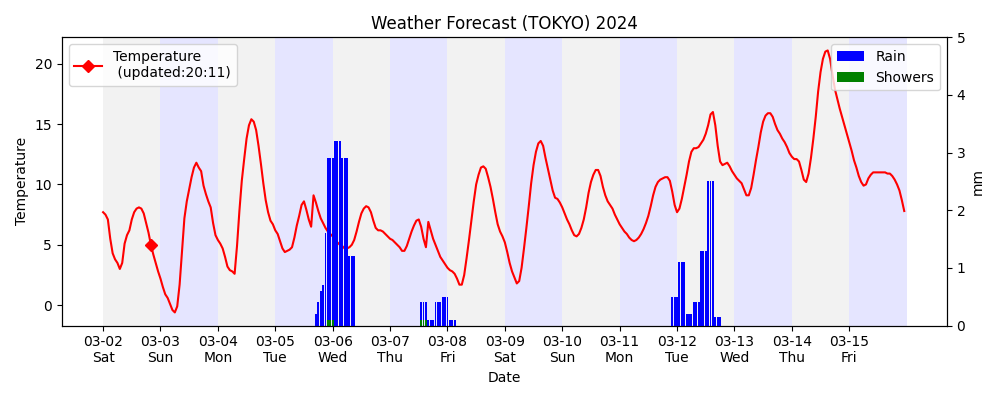 Weather Forecast (TOKYO) 2024
Temperature
(updated:20:11)
Rain
Showers
Temperature
20
15
10
5
0
5
4
3
2
1
0
mm
03-02 03-03 03-04 03-05 03-06 03-07 03-08 03-09 03-10 03-11 03-12 03-13 03-14 03-15
Sat Sun Mon Tue Wed Thu Fri Sat Sun Mon Tue Wed Thu Fri
Date